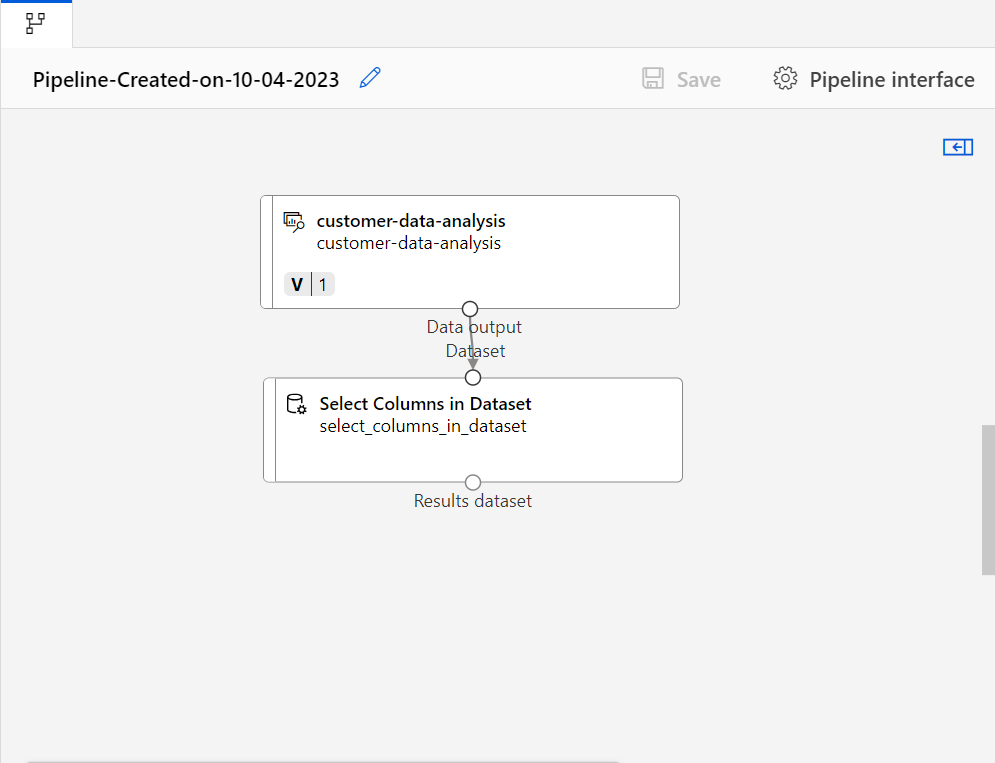 Pipeline-Created-on-10-04-2023
Save
Pipeline interface
customer-data-analysis
customer-data-analysis
V 1
Data output
Dataset
Select Columns in Dataset
select_columns_in_dataset
Results dataset